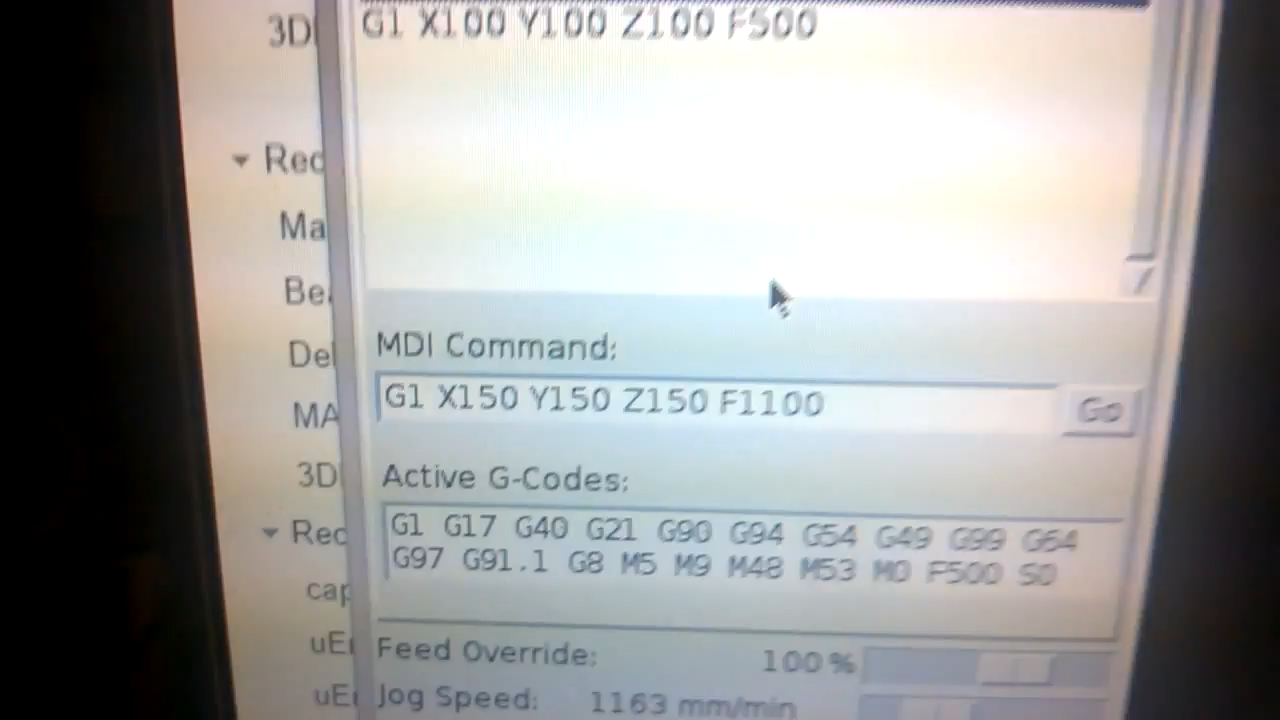 G1 X100 Y100 Z100 F500
3D
Rec
Ma
Be
Del
MA
3D
Rec
cap
uE
uE
MDI Command:
G1 X150 Y150 Z150 F1100
Go
Active G-Codes:
G1 G17 G40 G21 G90 G94 G54 G49 G99 G64
G97 G91.1 G8 M5 M9 M48 M53 M0 F500 S0
Feed Override: 100%
Jog Speed: 1163 mm/min